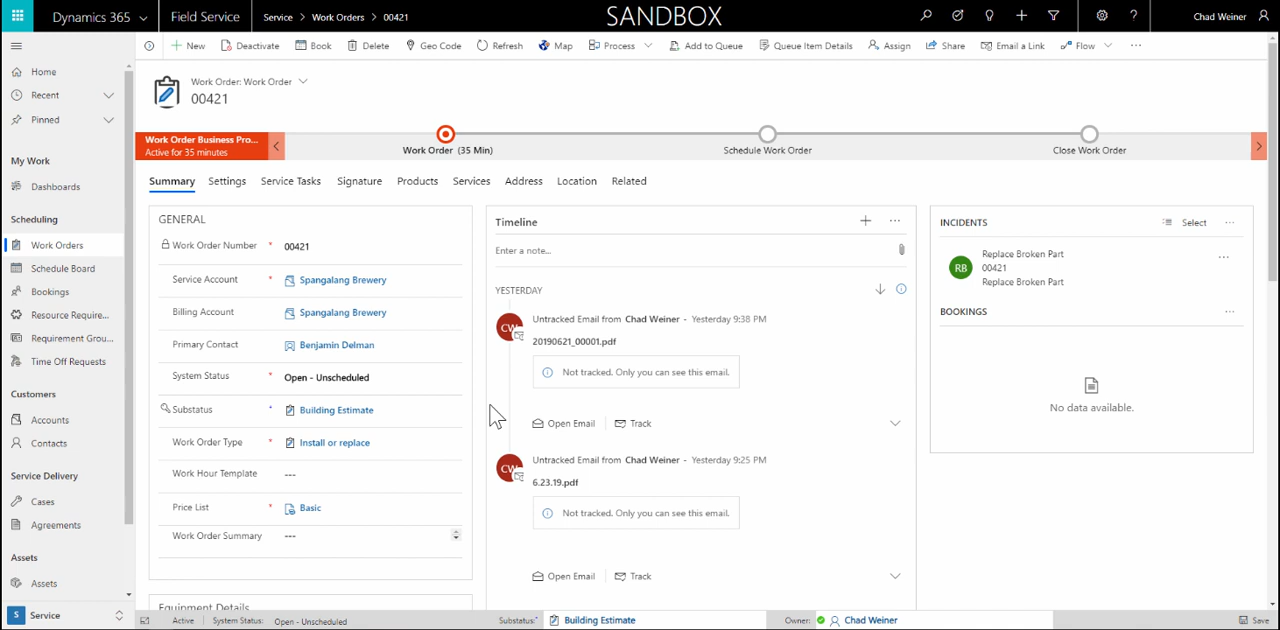 Dynamics 365
Field Service
Service > Work Orders > 00421
SANDBOX
Chad Weiner
New
Deactivate
Book
Delete
Geo Code
Refresh
Map
Process
Add to Queue
Queue Item Details
Assign
Share
Email a Link
Flow
Home
Recent
Pinned
My Work
Dashboards
Scheduling
Work Orders
Schedule Board
Bookings
Resource Require...
Requirement Grou...
Time Off Requests
Customers
Accounts
Contacts
Service Delivery
Cases
Agreements
Assets
Assets
S Service
Work Order: Work Order
00421
Work Order Business Pro...
Active for 35 minutes
Work Order (35 Min)
Schedule Work Order
Close Work Order
Summary Settings Service Tasks Signature Products Services Address Location Related
GENERAL
Work Order Number * 00421
Service Account * Spangalang Brewery
Billing Account * Spangalang Brewery
Primary Contact Benjamin Delman
System Status * Open - Unscheduled
Substatus * Building Estimate
Work Order Type * Install or replace
Work Hour Template ---
Price List * Basic
Work Order Summary ---
Equipment Details
Timeline
Enter a note...
YESTERDAY
CW
Untracked Email from Chad Weiner - Yesterday 9:38 PM
20190621_00001.pdf
Not tracked. Only you can see this email.
Open Email
Track
CW
Untracked Email from Chad Weiner - Yesterday 9:25 PM
6.23.19.pdf
Not tracked. Only you can see this email.
Open Email
Track
INCIDENTS
Select
RB
Replace Broken Part
00421
Replace Broken Part
BOOKINGS
No data available.
Active System Status: Open - Unscheduled Substatus:* Building Estimate Owner: Chad Weiner Save